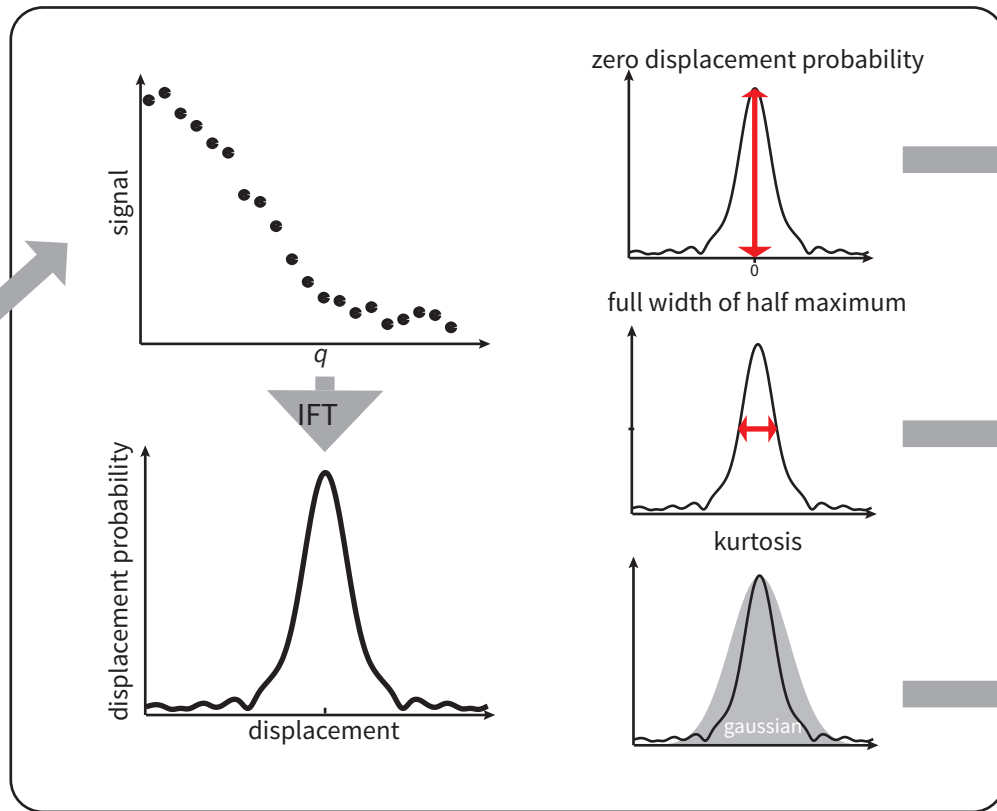 signal
q
IFT
displacement probability
displacement
zero displacement probability
0
full width of half maximum
kurtosis
gaussian